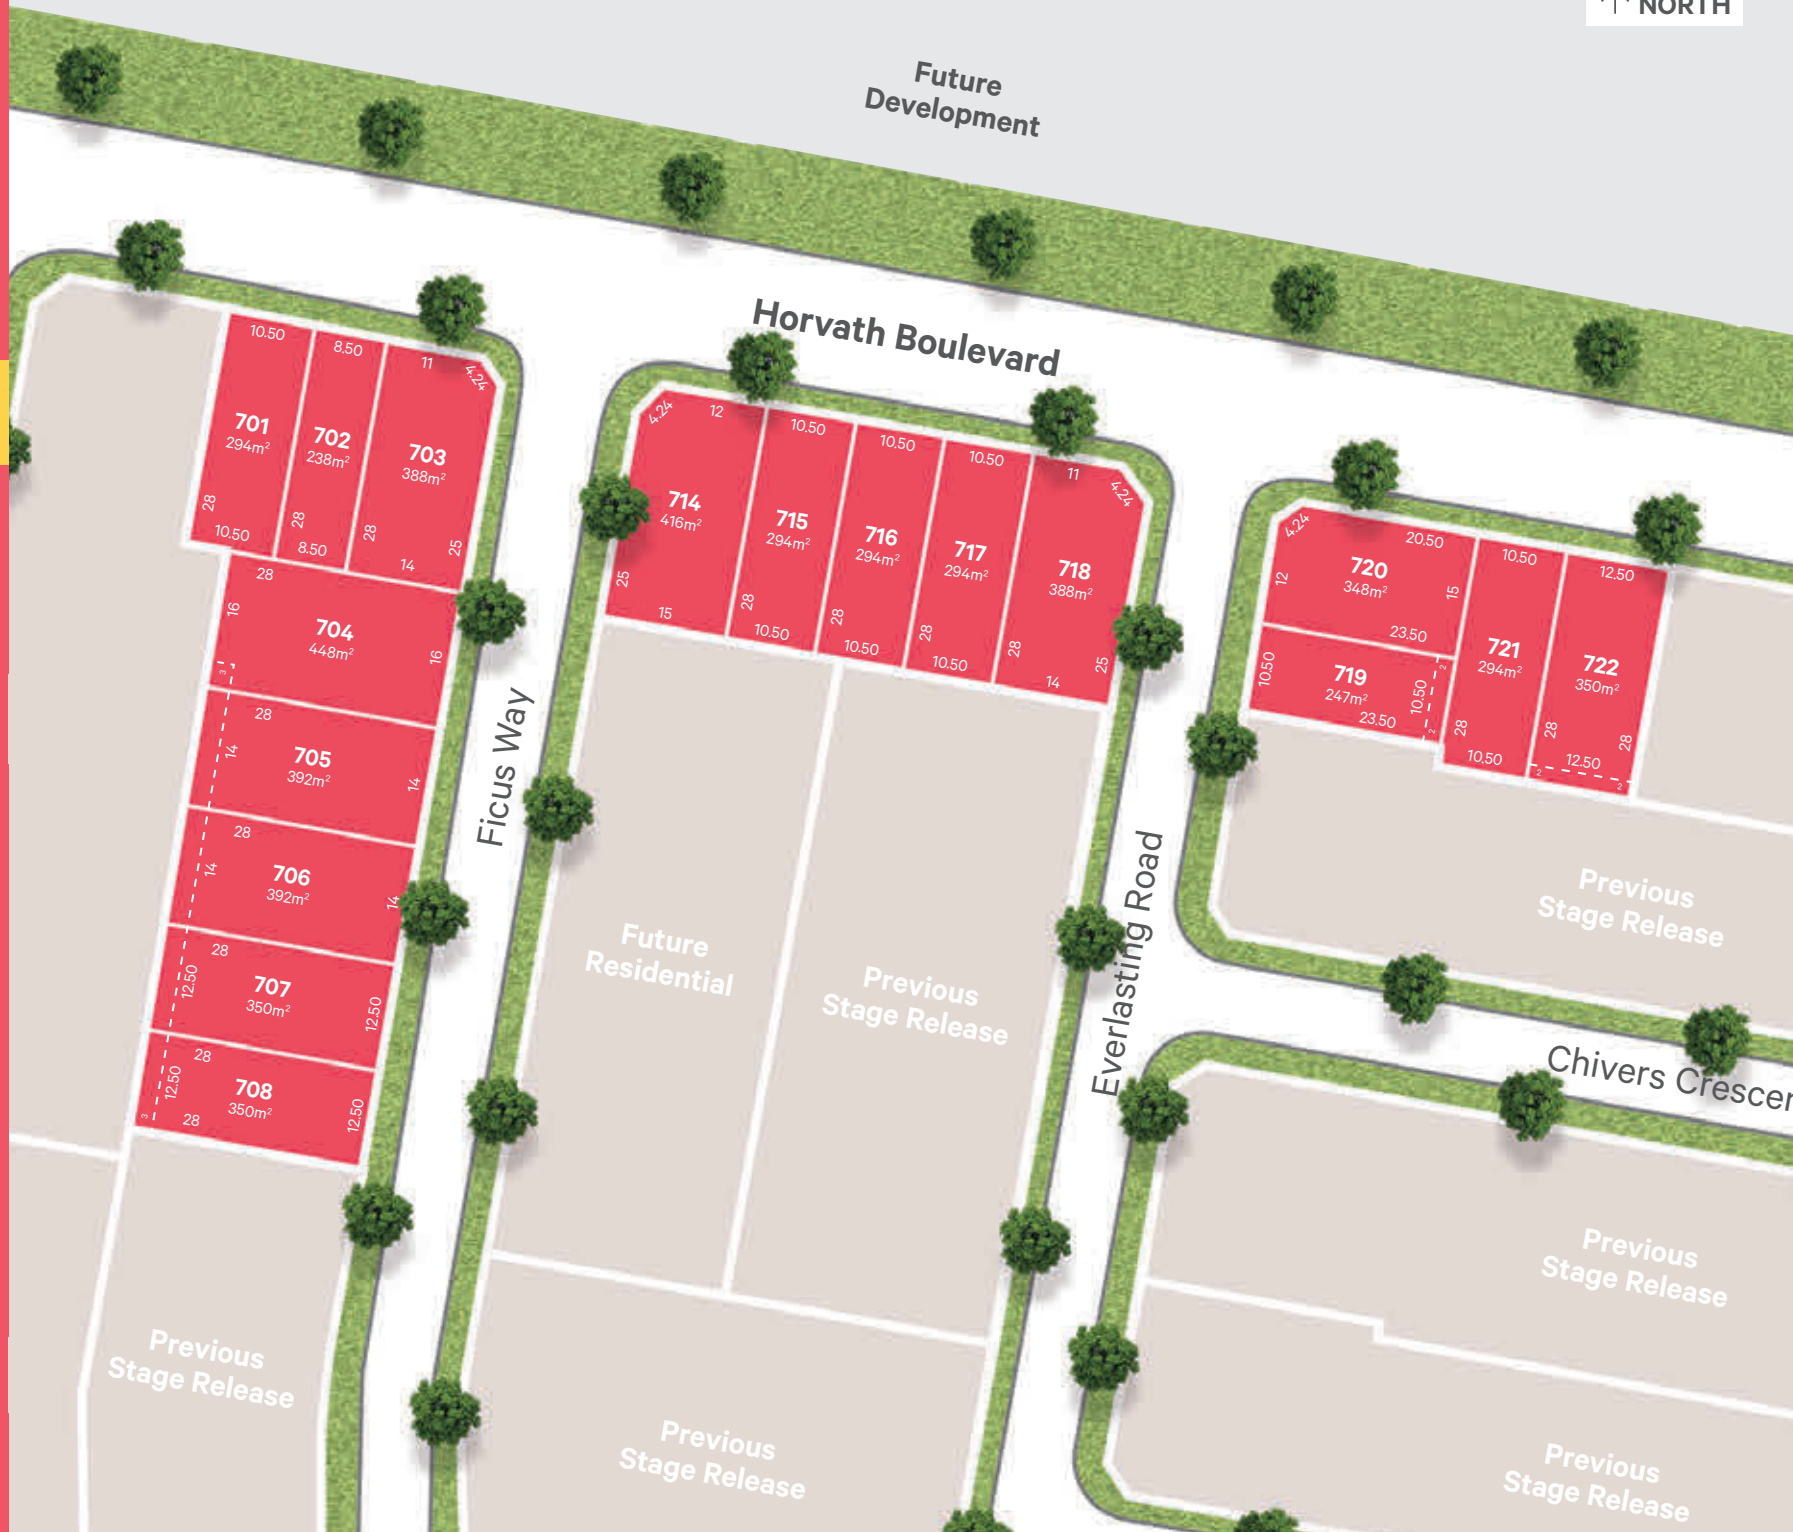 ↑ NORTH
Future
Development
Horvath Boulevard
10.50
8.50
11
4.24
701
294m²
702
238m²
703
388m²
28
28
28
25
10.50
8.50
14
28
16
704
448m²
16
3
28
14
705
392m²
14
28
14
706
392m²
14
28
12.50
707
350m²
12.50
28
12.50
708
350m²
12.50
3
28
Ficus Way
4.24
12
10.50
10.50
10.50
11
4.24
714
416m²
715
294m²
716
294m²
717
294m²
718
388m²
25
28
28
28
28
25
15
10.50
10.50
10.50
14
4.24
20.50
10.50
12.50
12
720
348m²
15
23.50
10.50
719
247m²
10.50
2
2
23.50
721
294m²
28
10.50
722
350m²
28
28
12.50
2
2
Future
Residential
Previous
Stage Release
Everlasting Road
Previous
Stage Release
Chivers Crescen
Previous
Stage Release
Previous
Stage Release
Previous
Stage Release
Previous
Stage Release